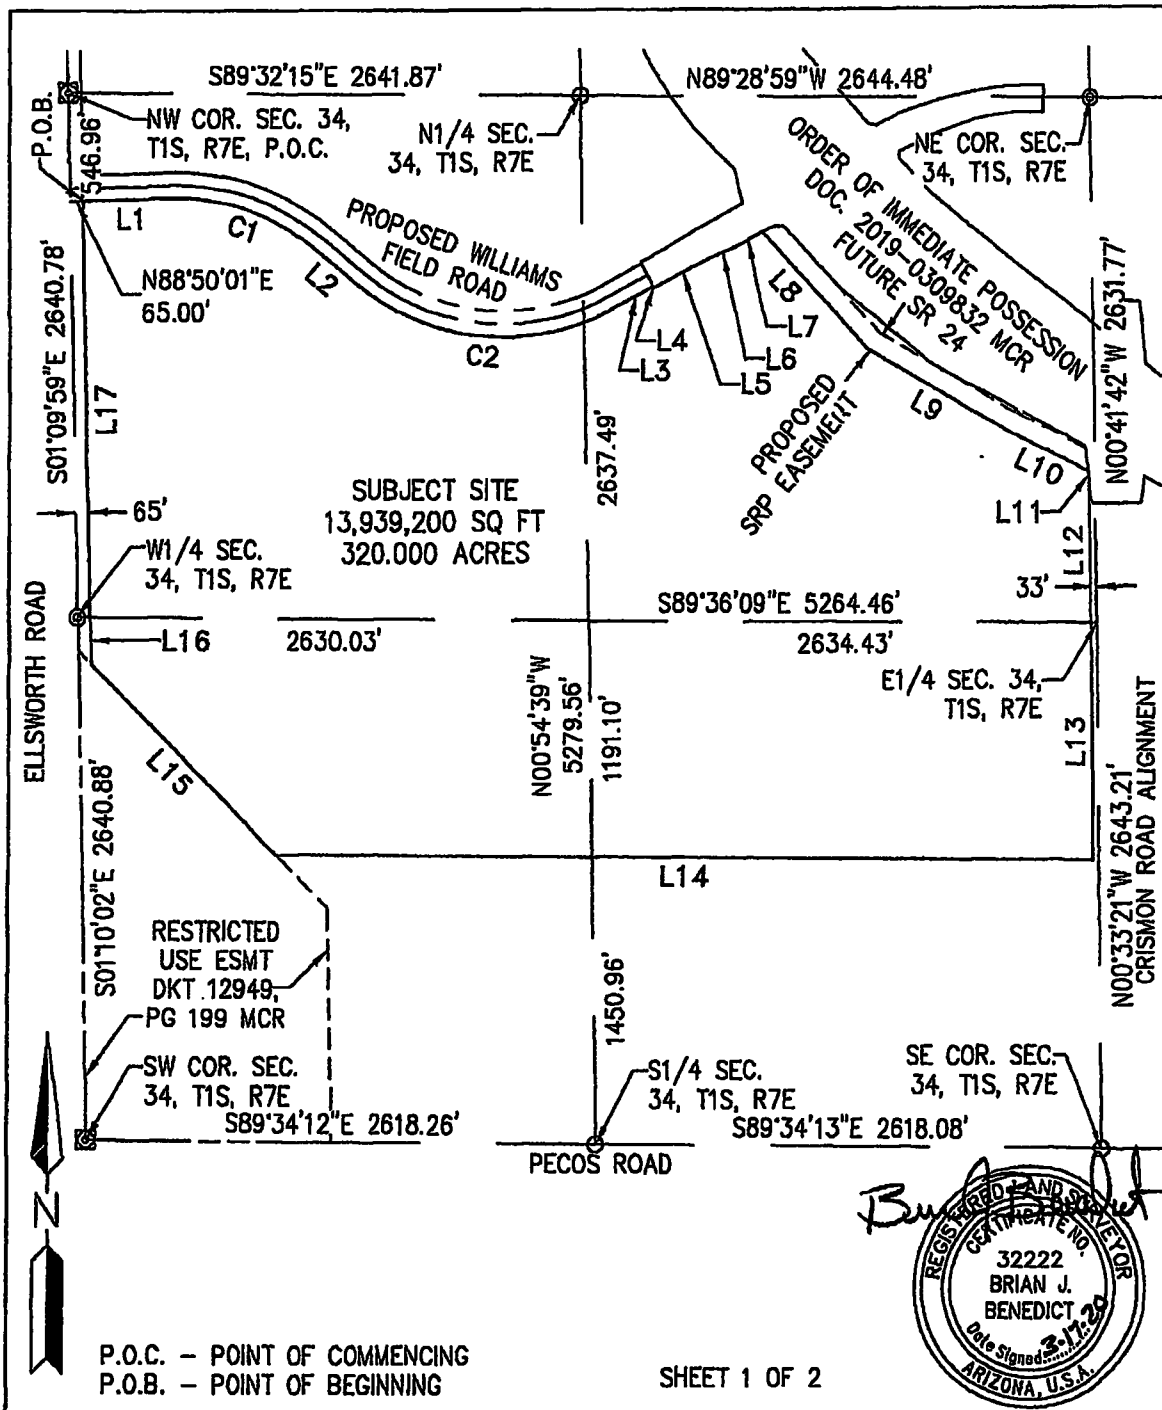 S89°32'15"E 2641.87'
N89°28'59"W 2644.48'
P.O.B.
546.96'
NW COR. SEC. 34,
T1S, R7E, P.O.C.
N1/4 SEC.
34, T1S, R7E
NE COR. SEC.
34, T1S, R7E
ORDER OF IMMEDIATE POSSESSION
DOC. 2019-0309832 MCR
FUTURE SR 24
L1
C1
L2
PROPOSED WILLIAMS
FIELD ROAD
C2
N88°50'01"E
65.00'
L3
L4
L5
L6
L7
L8
L9
L10
L11
L12
PROPOSED
SRP EASEMENT
N00°41'42"W 2631.77'
S01°09'59"E 2640.78'
L17
2637.49'
SUBJECT SITE
13,939,200 SQ FT
320.000 ACRES
65'
33'
W1/4 SEC.
34, T1S, R7E
S89°36'09"E 5264.46'
2630.03'
2634.43'
L16
E1/4 SEC. 34,
T1S, R7E
ELLSWORTH ROAD
L15
N00°54'39"W
5279.56'
1191.10'
L13
L14
S01°10'02"E 2640.88'
N00°33'21"W 2643.21'
CRISMON ROAD ALIGNMENT
RESTRICTED
USE ESMT
DKT 12949,
PG 199 MCR
1450.96'
SW COR. SEC.
34, T1S, R7E
S1/4 SEC.
34, T1S, R7E
SE COR. SEC.
34, T1S, R7E
S89°34'12"E 2618.26'
S89°34'13"E 2618.08'
PECOS ROAD
N
REGISTERED LAND SURVEYOR
CERTIFICATE NO.
32222
BRIAN J.
BENEDICT
Date Signed 3-17-20
ARIZONA, U.S.A.
P.O.C. - POINT OF COMMENCING
P.O.B. - POINT OF BEGINNING
SHEET 1 OF 2